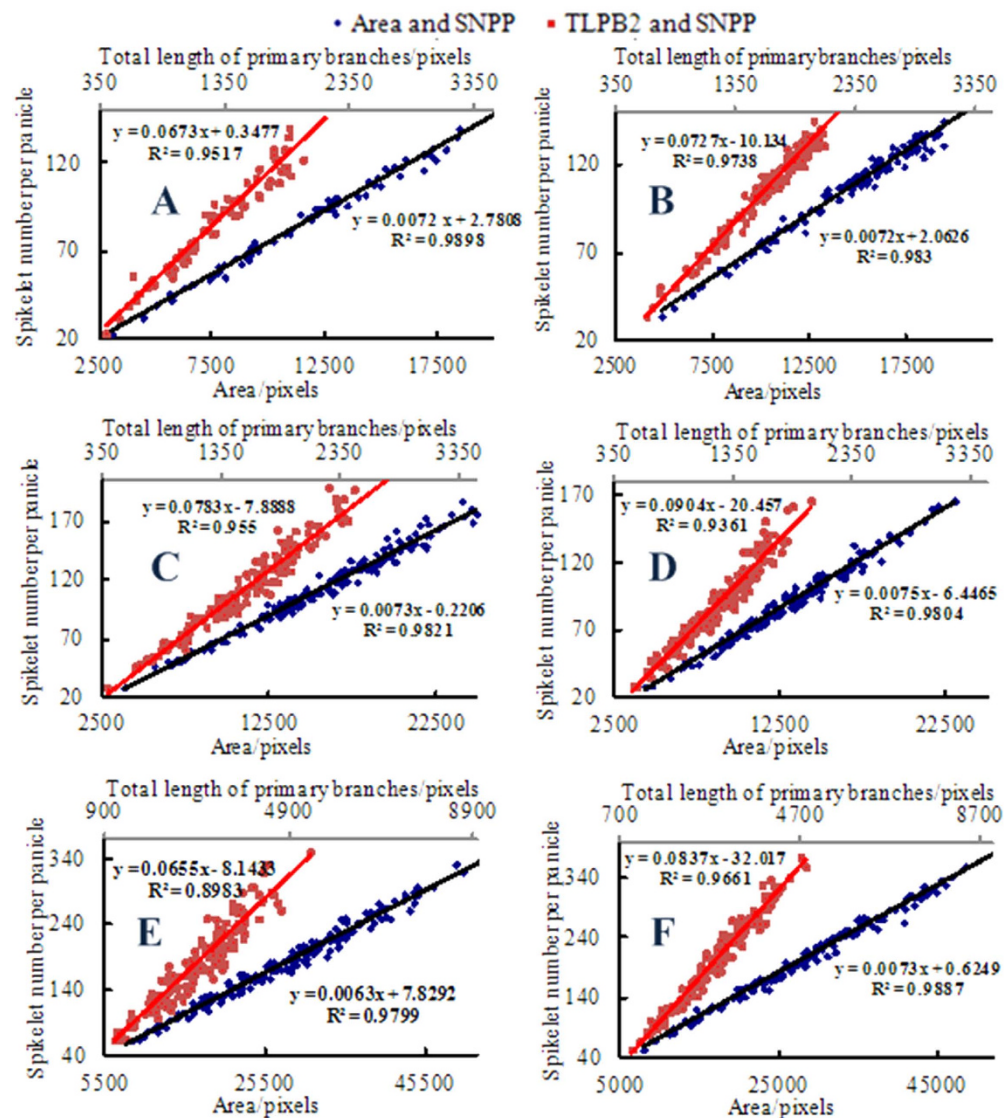 Area and SNPP TLPB2 and SNPP
Total length of primary branches/pixels
350 1350 2350 3350
Spikelet number per panicle
120
70
20
y = 0.0673x + 0.3477
R² = 0.9517
A
y = 0.0072 x + 2.7808
R² = 0.9898
2500 7500 12500 17500
Area/pixels
Total length of primary branches/pixels
350 1350 2350 3350
Spikelet number per panicle
120
70
20
y = 0.0727x - 10.134
R² = 0.9738
B
y = 0.0072x + 2.0626
R² = 0.983
2500 7500 12500 17500
Area/pixels
Total length of primary branches/pixels
350 1350 2350 3350
Spikelet number per panicle
170
120
70
20
y = 0.0783x - 7.8888
R² = 0.955
C
y = 0.0073x - 0.2206
R² = 0.9821
2500 12500 22500
Area/pixels
Total length of primary branches/pixels
350 1350 2350 3350
Spikelet number per panicle
170
120
70
20
y = 0.0904x - 20.457
R² = 0.9361
D
y = 0.0075x - 6.4465
R² = 0.9804
2500 12500 22500
Area/pixels
Total length of primary branches/pixels
900 4900 8900
Spikelet number per panicle
340
240
140
40
y = 0.0655x - 8.1433
R² = 0.8983
E
y = 0.0063x + 7.8292
R² = 0.9799
5500 25500 45500
Area/pixels
Total length of primary branches/pixels
700 4700 8700
Spikelet number per panicle
340
240
140
40
y = 0.0837x - 32.017
R² = 0.9661
F
y = 0.0073x + 0.6249
R² = 0.9887
5000 25000 45000
Area/pixels